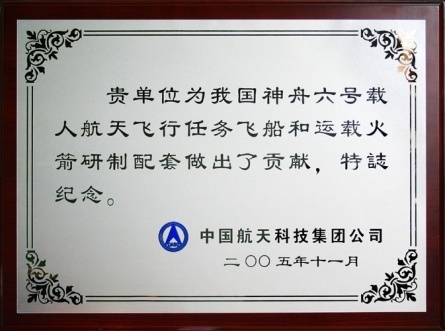 贵单位为我国神舟六号载
人航天飞行任务飞船和运载火
箭研制配套做出了贡献，特誌
纪念。
中国航天科技集团公司
二〇〇五年十一月